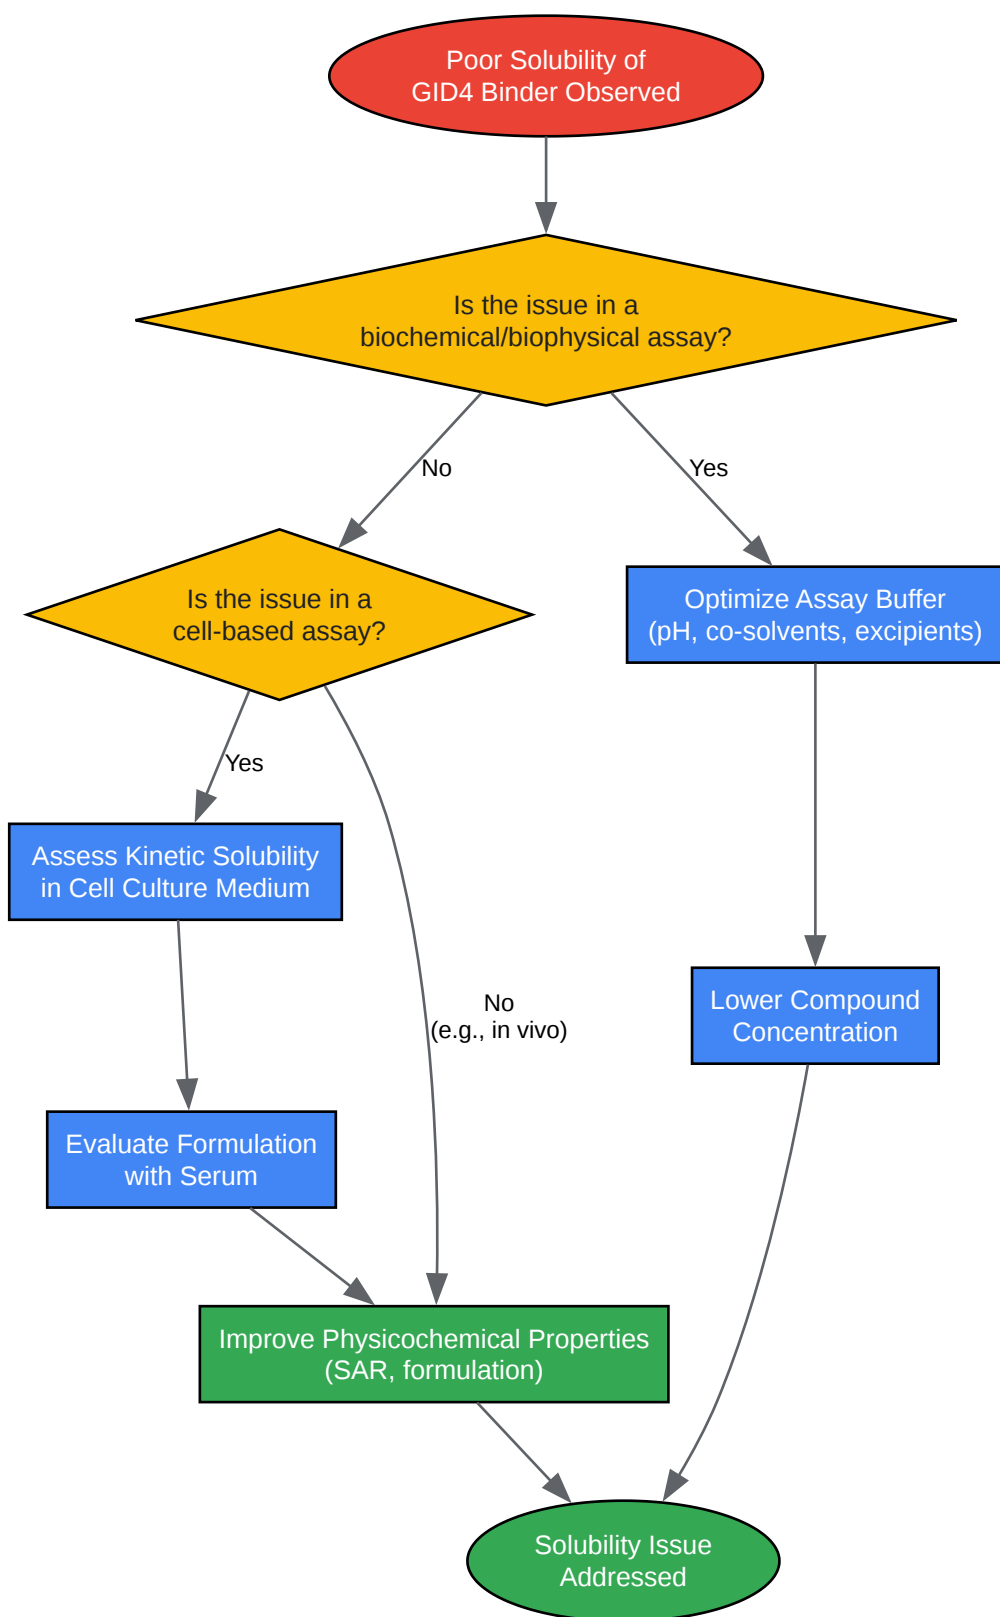 Poor Solubility of
GID4 Binder Observed
Is the issue in a
biochemical/biophysical assay?
No
Yes
Is the issue in a
cell-based assay?
Optimize Assay Buffer
(pH, co-solvents, excipients)
Yes
Assess Kinetic Solubility
in Cell Culture Medium
No
(e.g., in vivo)
Lower Compound
Concentration
Evaluate Formulation
with Serum
Improve Physicochemical Properties
(SAR, formulation)
Solubility Issue
Addressed